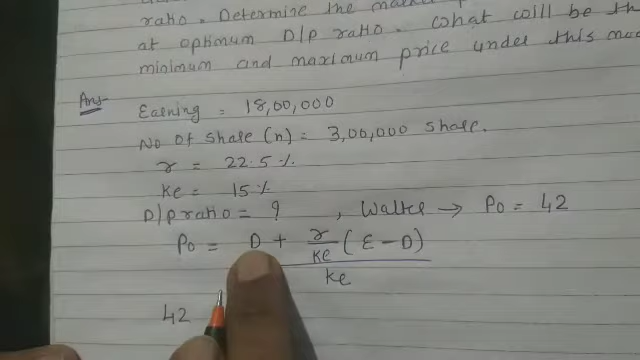 ratio. Determine the market
at optimum D/p ratio. What will be th
minimum and maximum price under this
Ans- Earning = 18,00,000
No of share (n) = 3,00,000 share.
r = 22.5%
Ke = 15%
D/p ratio = ? , Walter → Po = 42
Po = D + r/Ke (E - D)
Ke
42